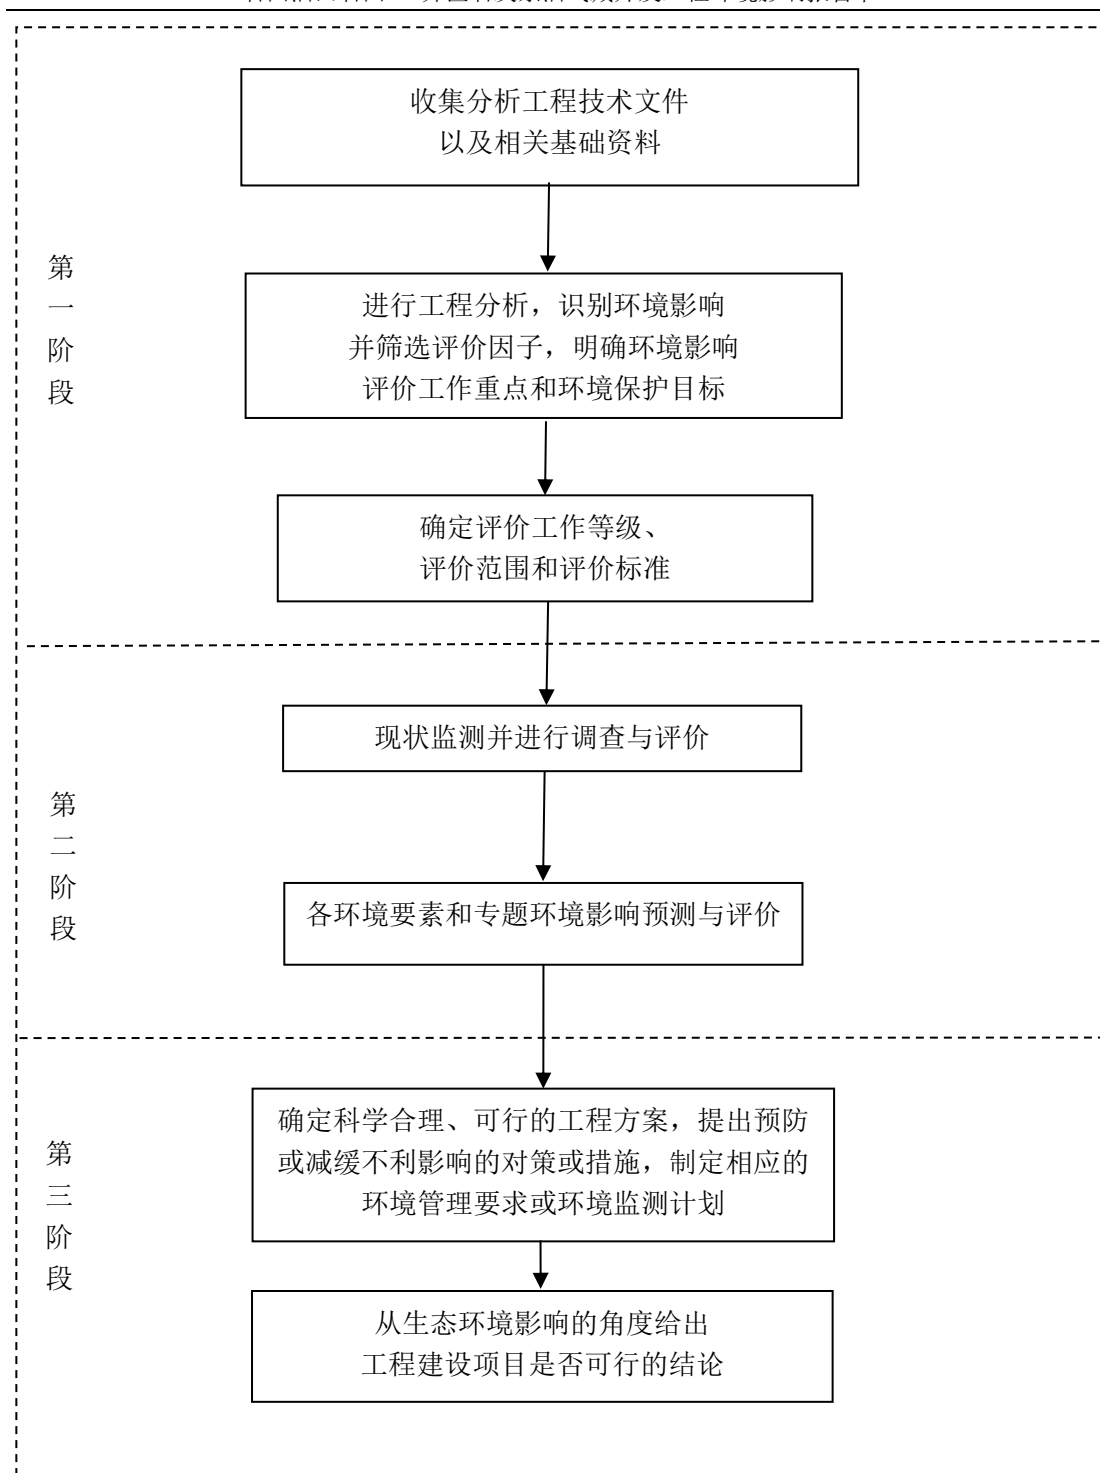 收集分析工程技术文件
以及相关基础资料
第
一
阶
段
进行工程分析，识别环境影响
并筛选评价因子，明确环境影响
评价工作重点和环境保护目标
确定评价工作等级、
评价范围和评价标准
第
二
阶
段
现状监测并进行调查与评价
各环境要素和专题环境影响预测与评价
第
三
阶
段
确定科学合理、可行的工程方案，提出预防
或减缓不利影响的对策或措施，制定相应的
环境管理要求或环境监测计划
从生态环境影响的角度给出
工程建设项目是否可行的结论